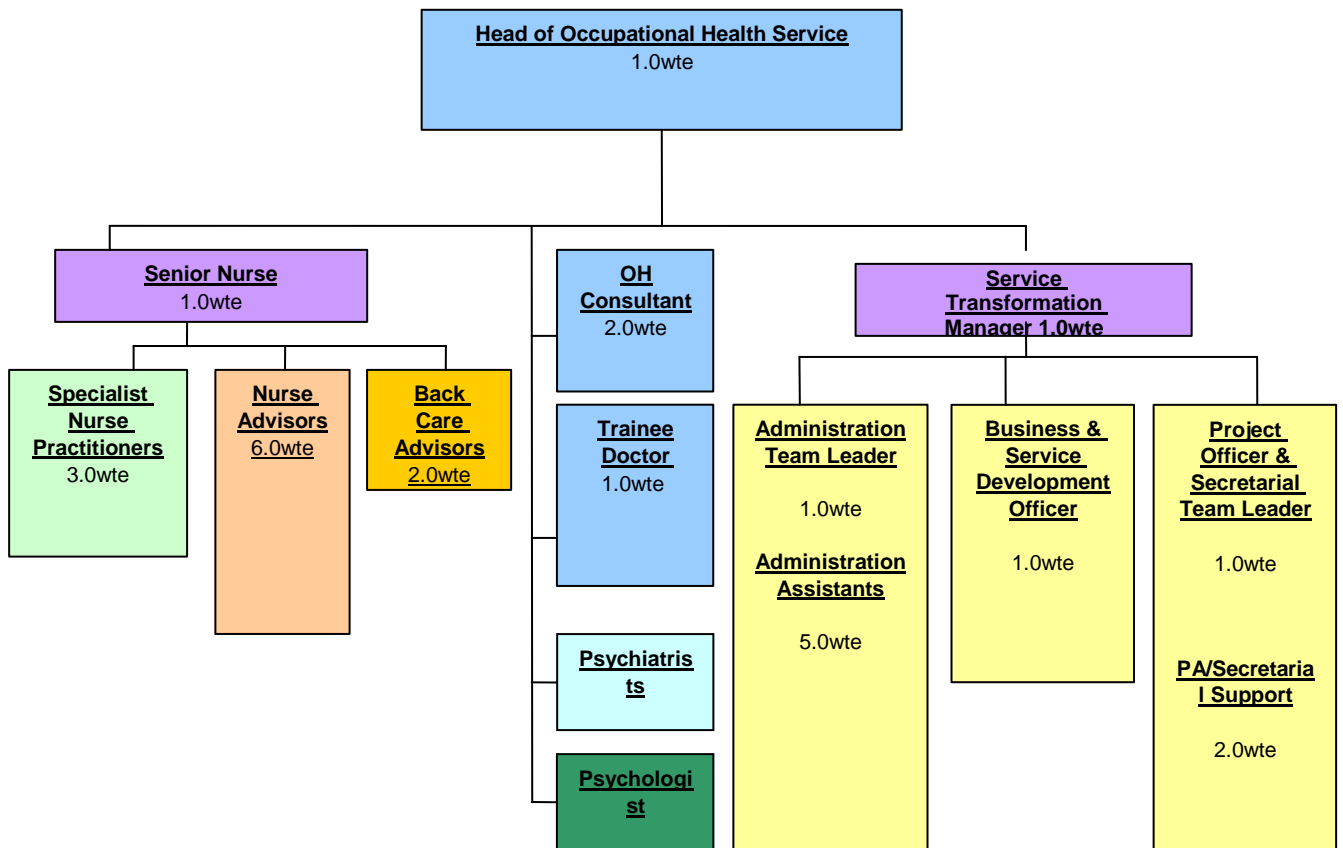 Head of Occupational Health Service
1.0wte
Senior Nurse
1.0wte
Specialist
Nurse
Practitioners
3.0wte
Nurse
Advisors
6.0wte
Back
Care
Advisors
2.0wte
OH
Consultant
2.0wte
Trainee
Doctor
1.0wte
Psychiatris
ts
Psychologi
st
Service
Transformation
Manager 1.0wte
Administration
Team Leader
1.0wte
Administration
Assistants
5.0wte
Business &
Service
Development
Officer
1.0wte
Project
Officer &
Secretarial
Team Leader
1.0wte
PA/Secretaria
l Support
2.0wte